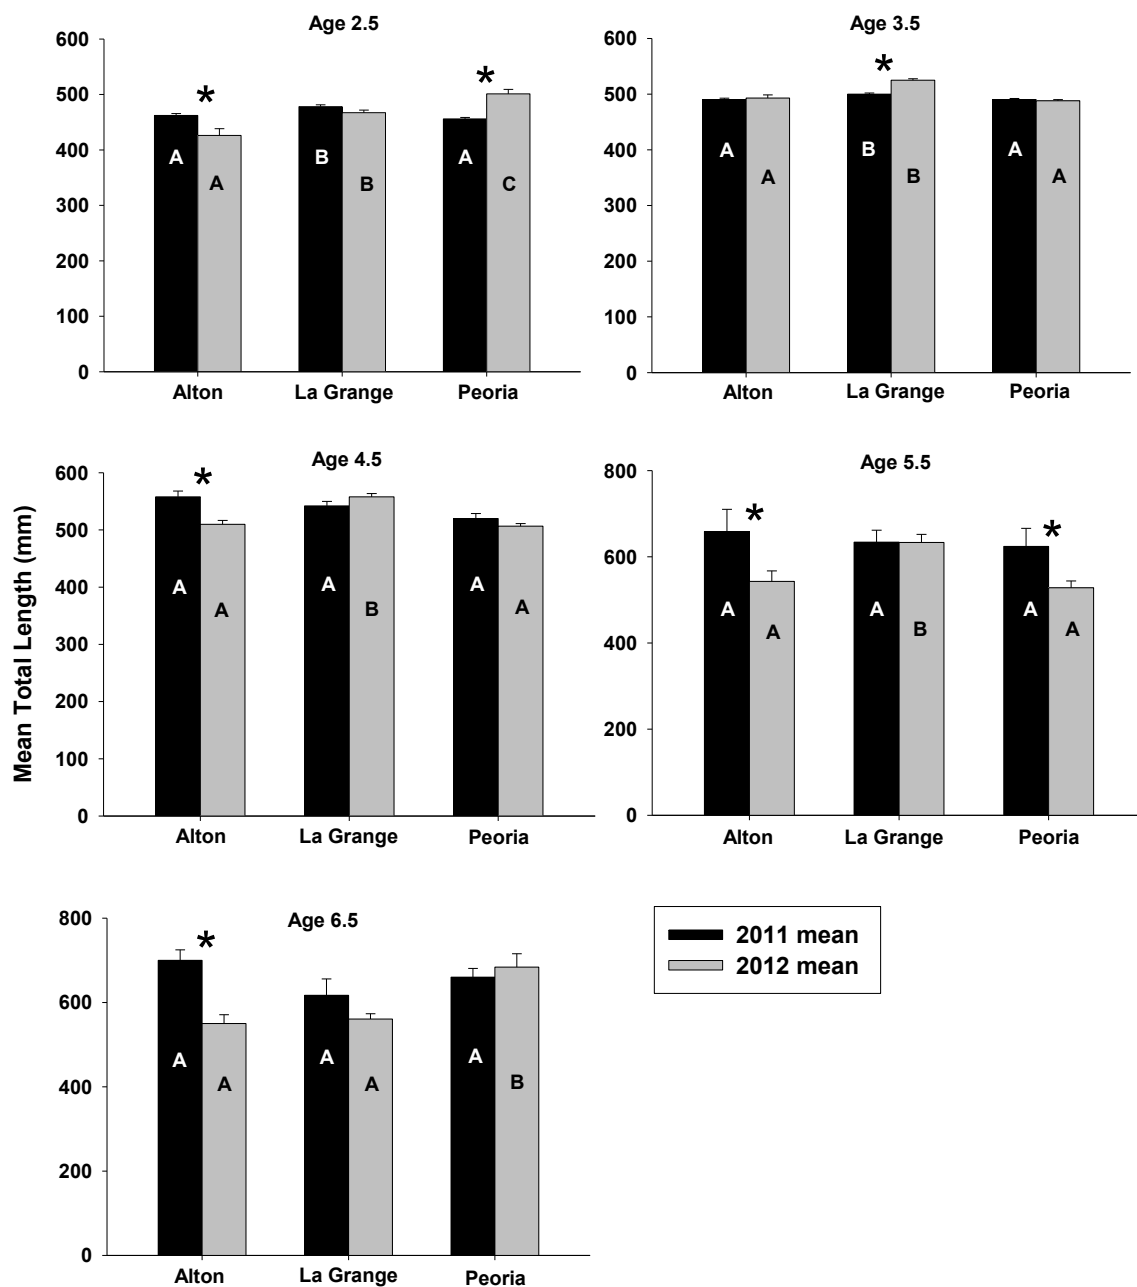 Age 2.5
600
500
400
300
200
100
0
*
*
A
A
B
B
A
C
Alton
La Grange
Peoria
Age 3.5
600
500
400
300
200
100
0
*
A
A
B
B
A
A
Alton
La Grange
Peoria
Mean Total Length (mm)
Age 4.5
600
500
400
300
200
100
0
*
A
A
A
B
A
A
Alton
La Grange
Peoria
Age 5.5
800
600
400
200
0
*
*
A
A
A
B
A
A
Alton
La Grange
Peoria
Age 6.5
800
600
400
200
0
*
A
A
A
A
A
B
Alton
La Grange
Peoria
2011 mean
2012 mean